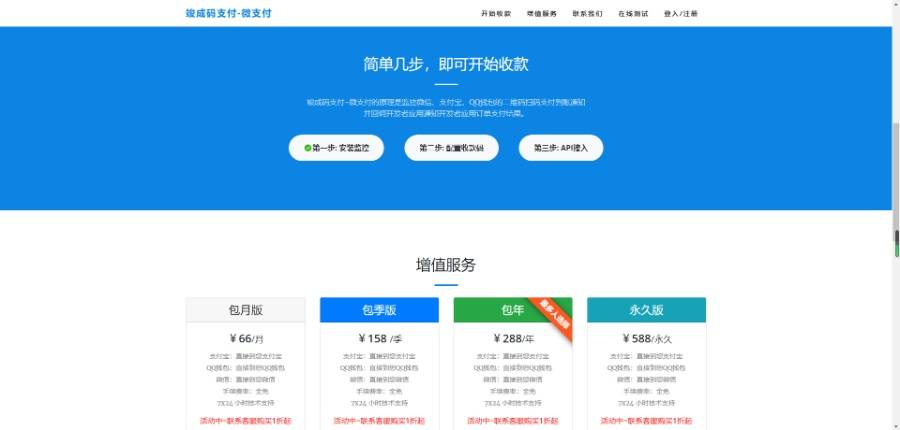 竣成码支付-微支付
开始收款 增值服务 联系我们 在线测试 登入/注册
简单几步，即可开始收款
竣成码支付-微支付的原理是监控微信、支付宝、QQ钱包的二维码扫码支付到账通知
并回调开发者应用通知开发者应用订单支付结果。
第一步: 安装监控 第二步: 配置收款码 第三步: API接入
增值服务
包月版 包季版 包年 永久版
最多人选择
￥66/月 ￥158 /季 ￥288/年 ￥588/永久
支付宝：直接到您支付宝 支付宝：直接到您支付宝 支付宝：直接到您支付宝 支付宝：直接到您支付宝
QQ钱包：直接到您QQ钱包 QQ钱包：直接到您QQ钱包 QQ钱包：直接到您QQ钱包 QQ钱包：直接到您QQ钱包
微信：直接到您微信 微信：直接到您微信 微信：直接到您微信 微信：直接到您微信
手续费率：全免 手续费率：全免 手续费率：全免 手续费率：全免
7X24 小时技术支持 7X24 小时技术支持 7X24 小时技术支持 7X24 小时技术支持
活动中-联系客服购买1折起 活动中-联系客服购买1折起 活动中-联系客服购买1折起 活动中-联系客服购买1折起